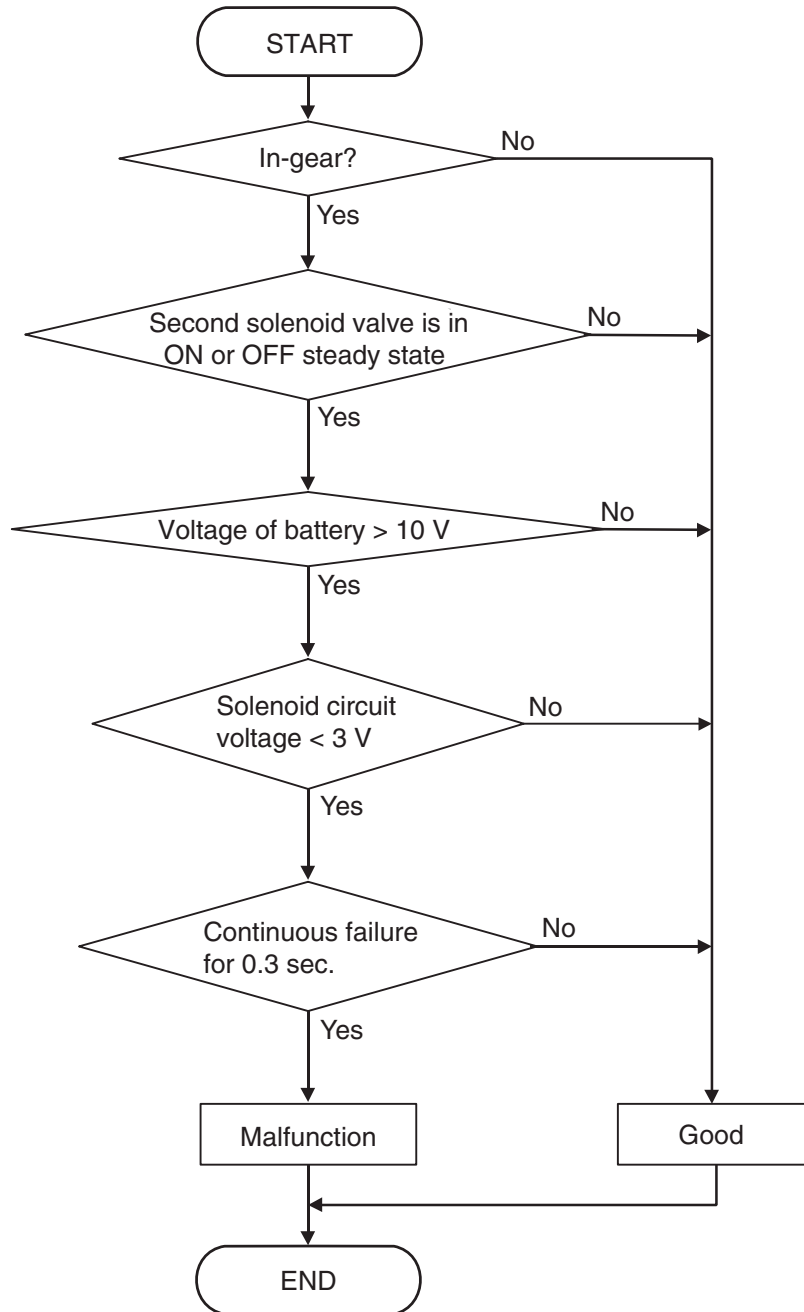 START
In-gear?
No
Yes
Second solenoid valve is in
ON or OFF steady state
No
Yes
Voltage of battery > 10 V
No
Yes
Solenoid circuit
voltage < 3 V
No
Yes
Continuous failure
for 0.3 sec.
No
Yes
Malfunction
Good
END